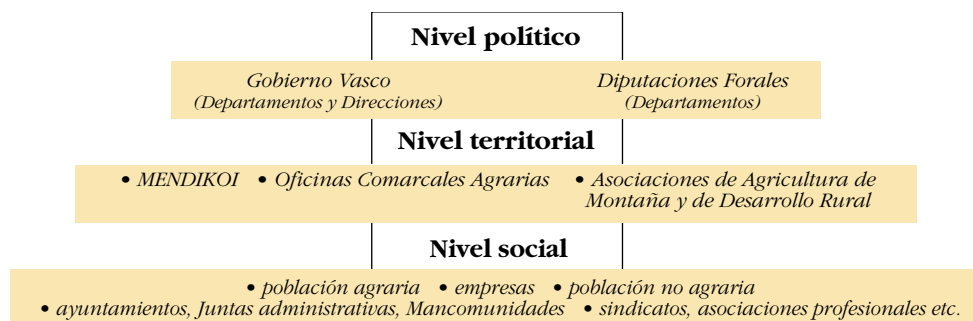 Nivel político
Gobierno Vasco Diputaciones Forales
(Departamentos y Direcciones) (Departamentos)
Nivel territorial
• MENDIKOI • Oficinas Comarcales Agrarias • Asociaciones de Agricultura de
Montaña y de Desarrollo Rural
Nivel social
• población agraria • empresas • población no agraria
• ayuntamientos, Juntas administrativas, Mancomunidades • sindicatos, asociaciones profesionales etc.